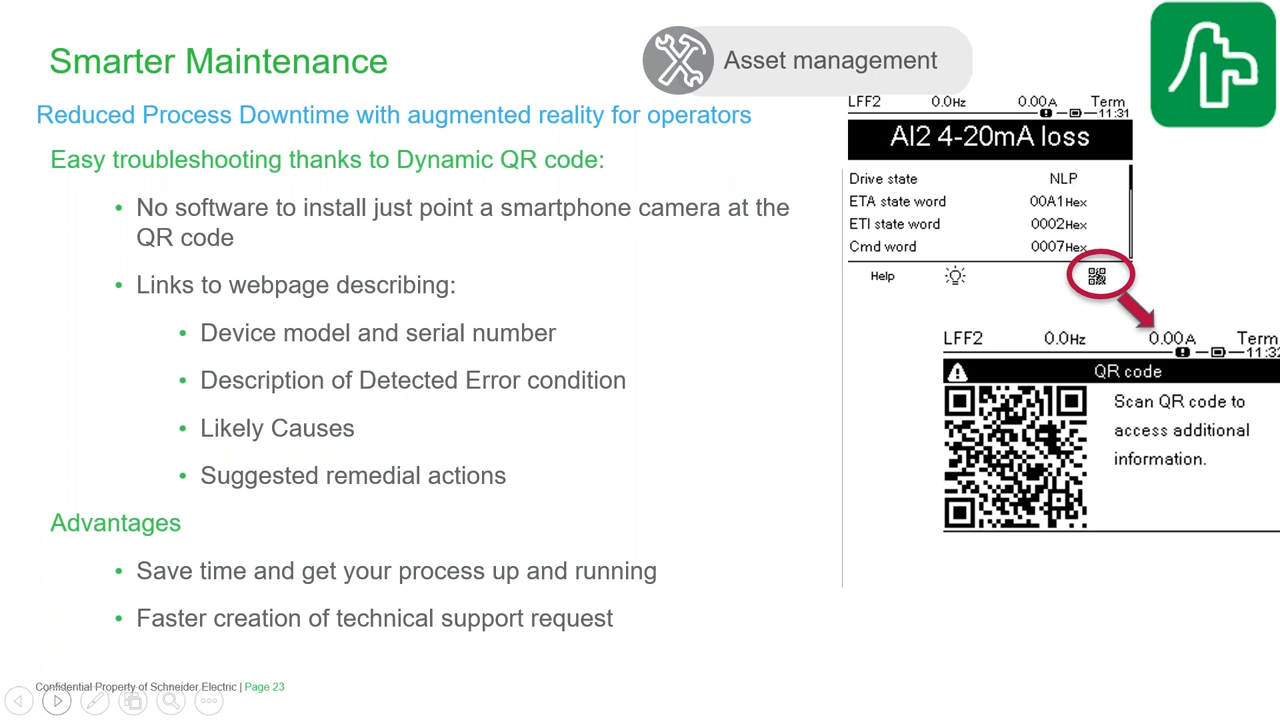 Smarter Maintenance
Asset management
Reduced Process Downtime with augmented reality for operators
Easy troubleshooting thanks to Dynamic QR code:
• No software to install just point a smartphone camera at the
QR code
• Links to webpage describing:
• Device model and serial number
• Description of Detected Error condition
• Likely Causes
• Suggested remedial actions
Advantages
• Save time and get your process up and running
• Faster creation of technical support request
LFF2 0.0Hz 0.00A Term
11:31
AI2 4-20mA loss
Drive state NLP
ETA state word 00A1Hex
ETI state word 0002Hex
Cmd word 0007Hex
Help
LFF2 0.0Hz 0.00A Term
11:32
QR code
Scan QR code to
access additional
information.
Confidential Property of Schneider Electric | Page 23